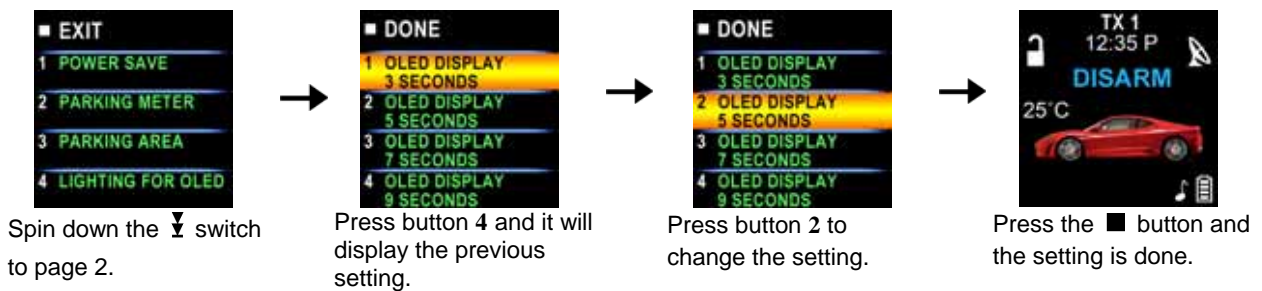 ■ EXIT
1 POWER SAVE
2 PARKING METER
3 PARKING AREA
4 LIGHTING FOR OLED
Spin down the switch
to page 2.
■ DONE
1 OLED DISPLAY
3 SECONDS
2 OLED DISPLAY
5 SECONDS
3 OLED DISPLAY
7 SECONDS
4 OLED DISPLAY
9 SECONDS
Press button 4 and it will
display the previous
setting.
■ DONE
1 OLED DISPLAY
3 SECONDS
2 OLED DISPLAY
5 SECONDS
3 OLED DISPLAY
7 SECONDS
4 OLED DISPLAY
9 SECONDS
Press button 2 to
change the setting.
TX 1
12:35 P
DISARM
25°C
Press the ■ button and
the setting is done.